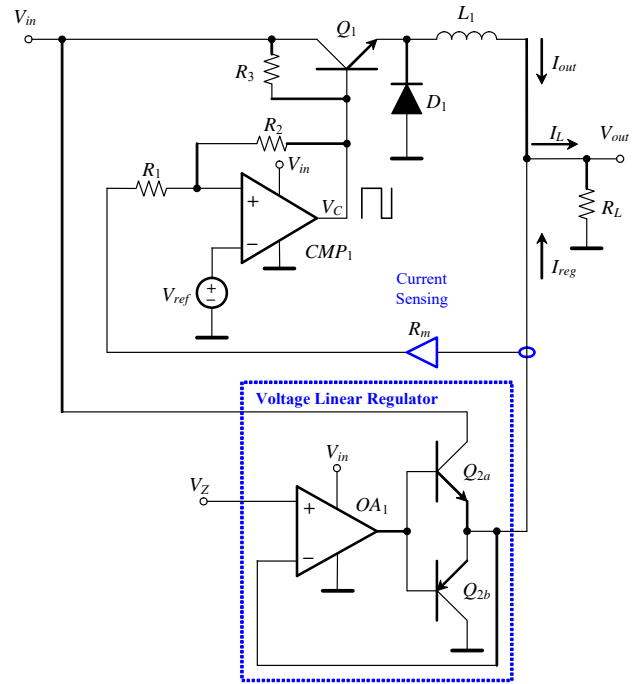 Vin
Q1
L1
R3
D1
Iout
IL
Vout
R2
Vin
R1
+
−
VC
CMP1
RL
Vref
+
−
Current
Sensing
Ireg
Rm
Voltage Linear Regulator
Vin
VZ
OA1
+
−
Q2a
Q2b